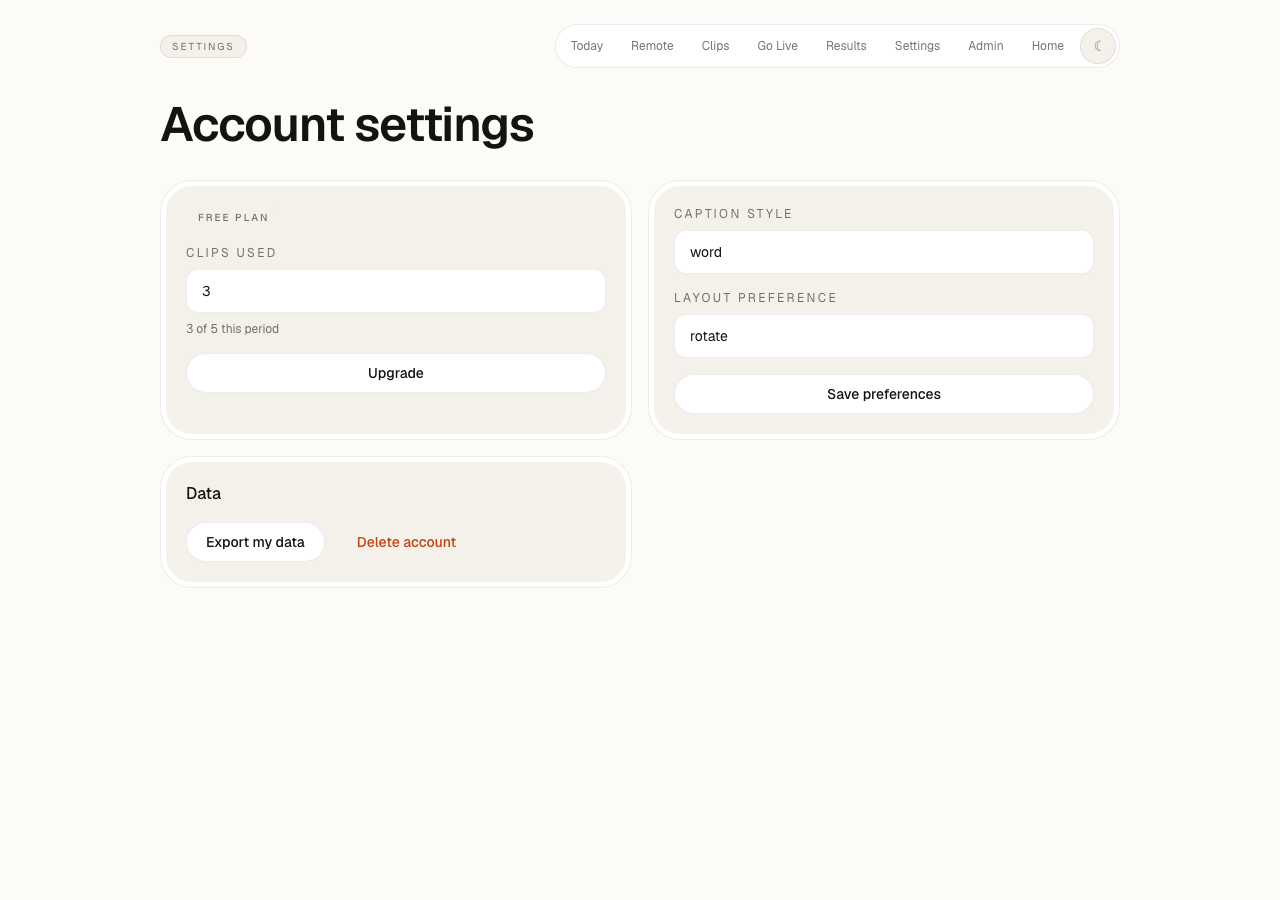 SETTINGS
Today Remote Clips Go Live Results Settings Admin Home
Account settings
FREE PLAN
CLIPS USED
3
3 of 5 this period
Upgrade
CAPTION STYLE
word
LAYOUT PREFERENCE
rotate
Save preferences
Data
Export my data Delete account